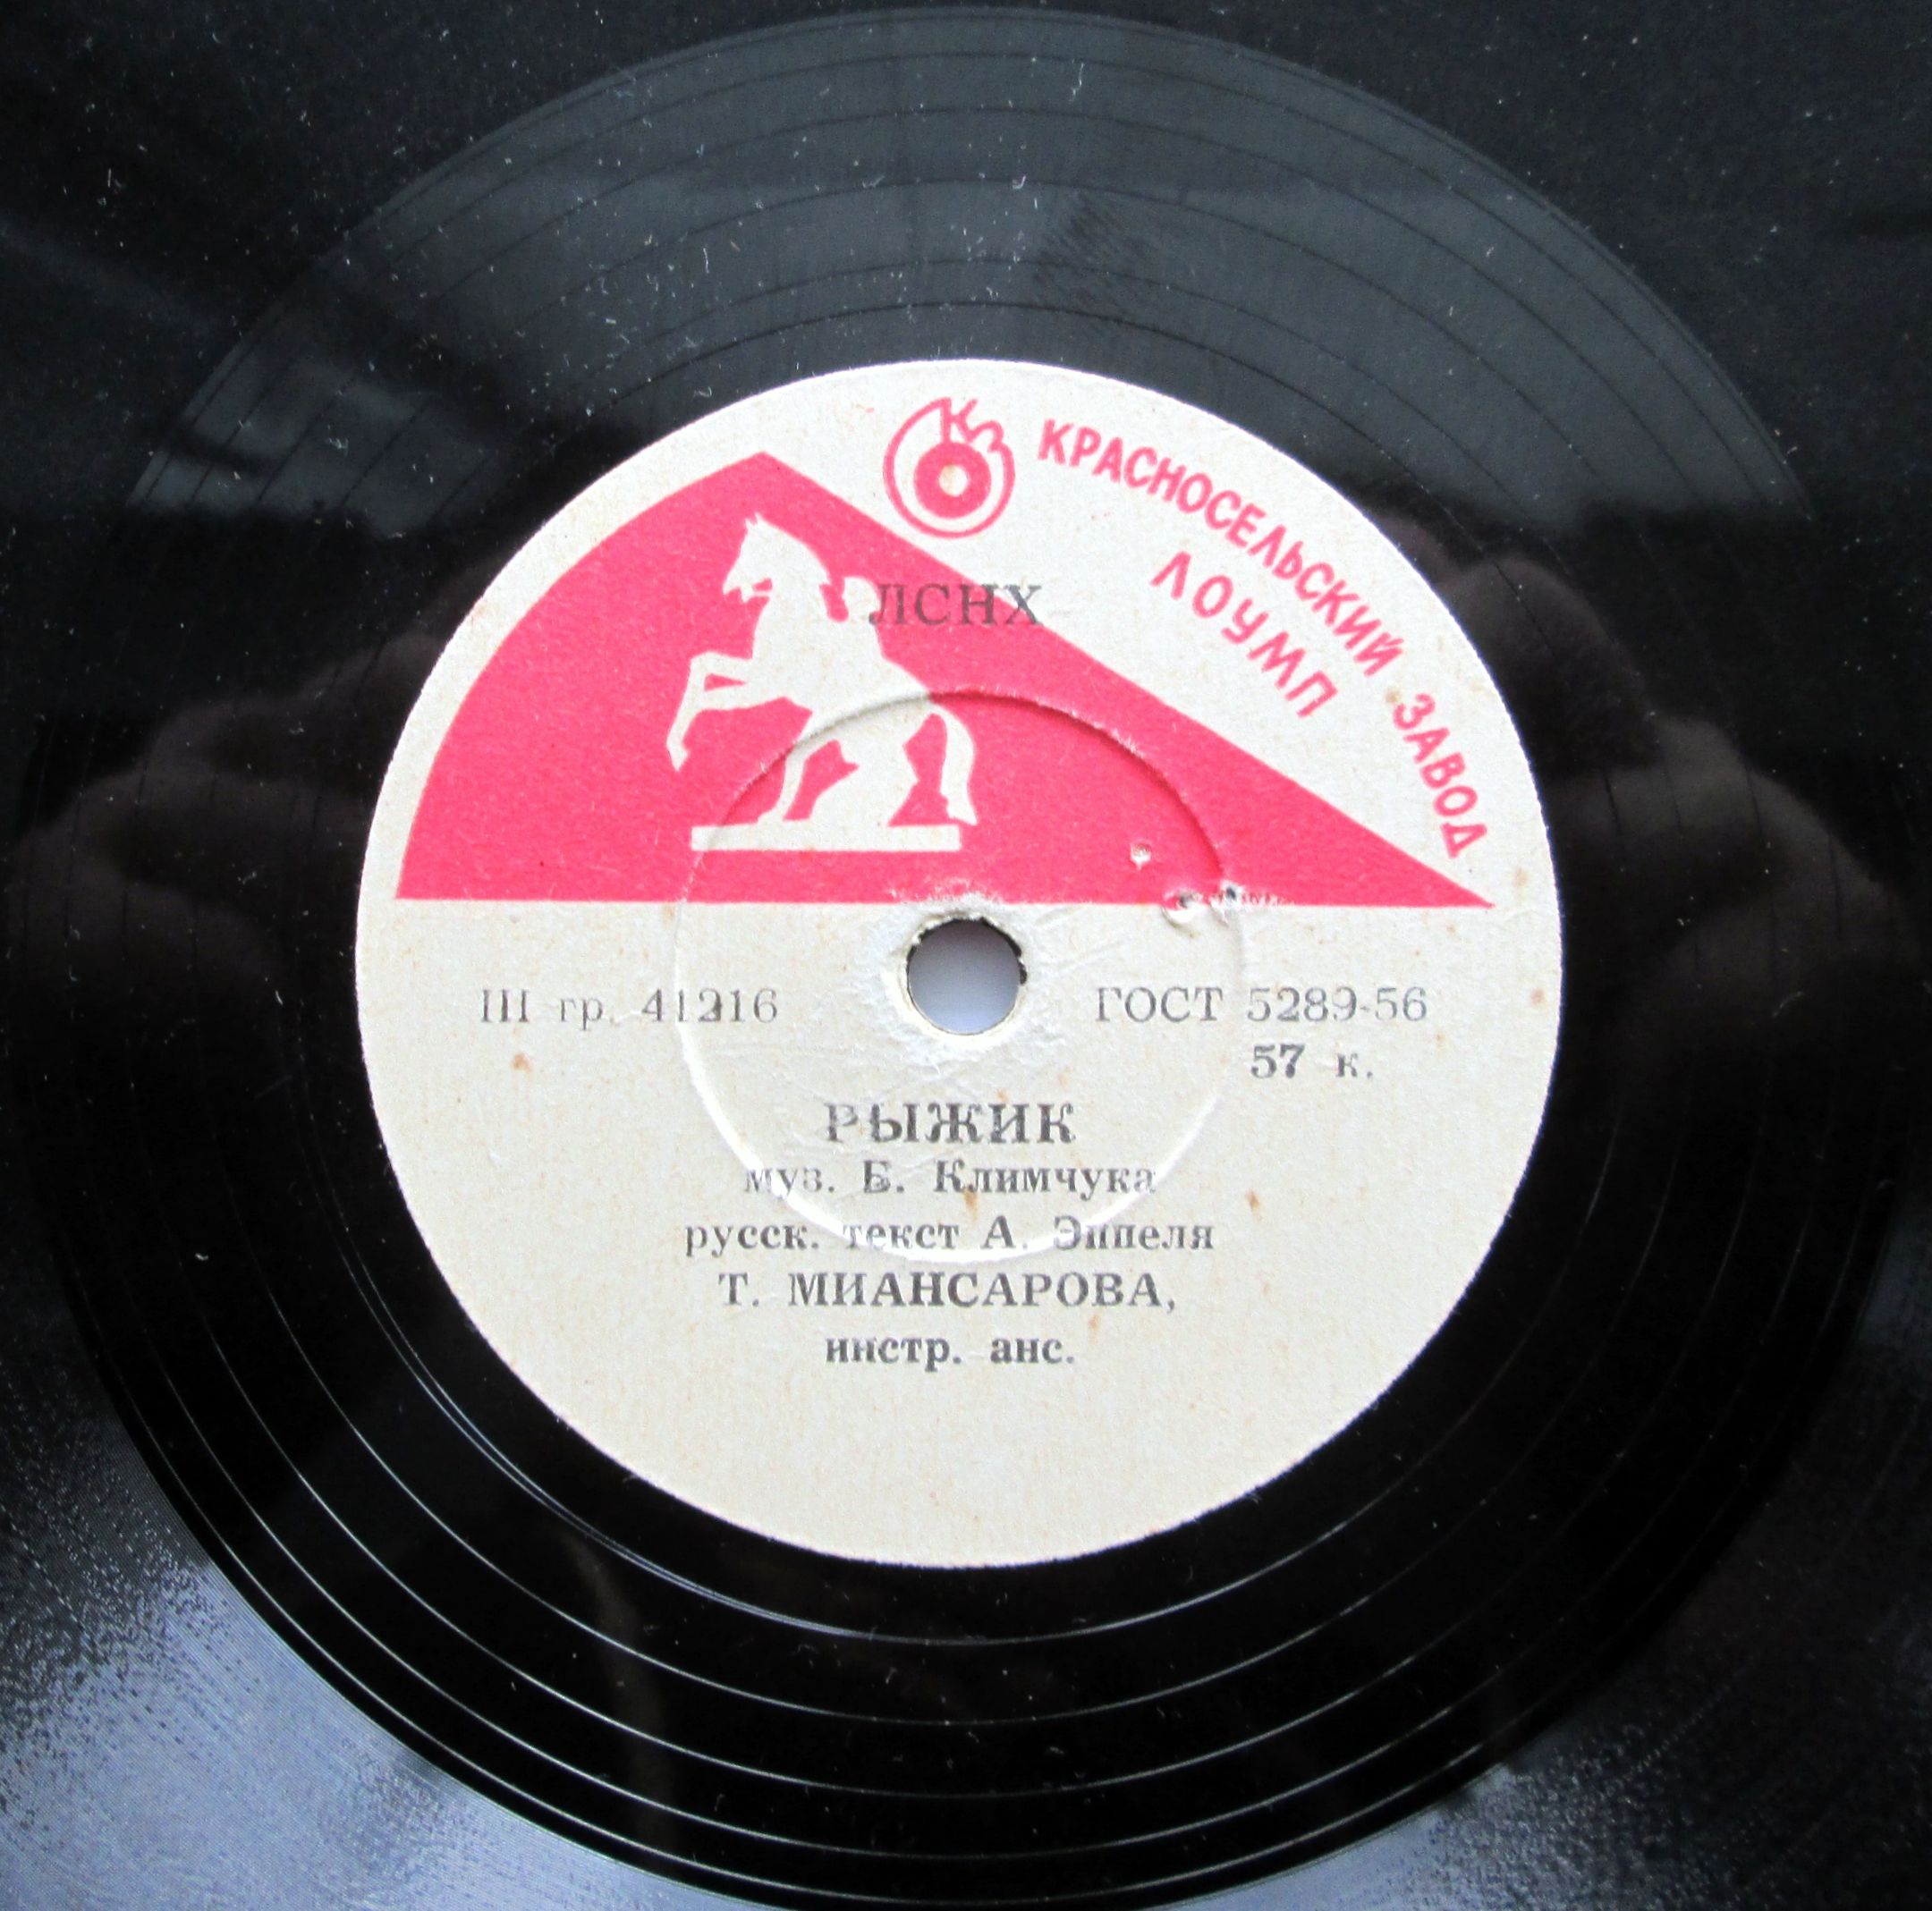 КЗ
КРАСНОСЕЛЬСКИЙ ЗАВОД
ЛОУМП
ЛСНХ
III гр. 41216
ГОСТ 5289-56
57 к.
РЫЖИК
муз. Б. Климчука
русск. текст А. Эппеля
Т. МИАНСАРОВА,
инстр. анс.